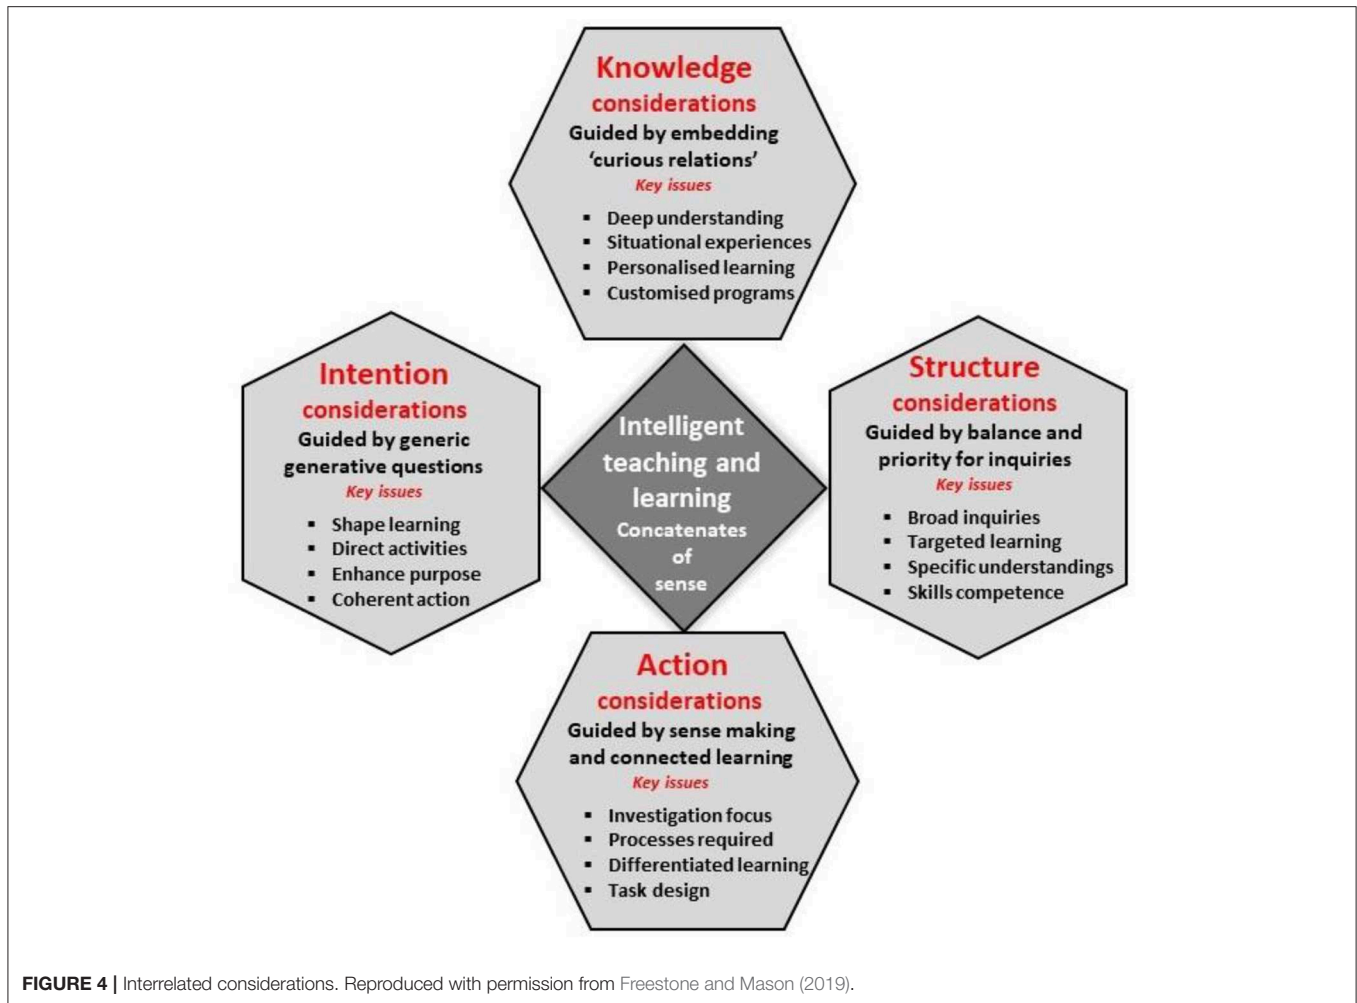 Knowledge
considerations
Guided by embedding
‘curious relations’
Key issues
▪ Deep understanding
▪ Situational experiences
▪ Personalised learning
▪ Customised programs
Intention
considerations
Guided by generic
generative questions
Key issues
▪ Shape learning
▪ Direct activities
▪ Enhance purpose
▪ Coherent action
Intelligent
teaching and
learning
Concatenates
of
sense
Structure
considerations
Guided by balance and
priority for inquiries
Key issues
▪ Broad inquiries
▪ Targeted learning
▪ Specific understandings
▪ Skills competence
Action
considerations
Guided by sense making
and connected learning
Key issues
▪ Investigation focus
▪ Processes required
▪ Differentiated learning
▪ Task design
FIGURE 4 | Interrelated considerations. Reproduced with permission from Freestone and Mason (2019).